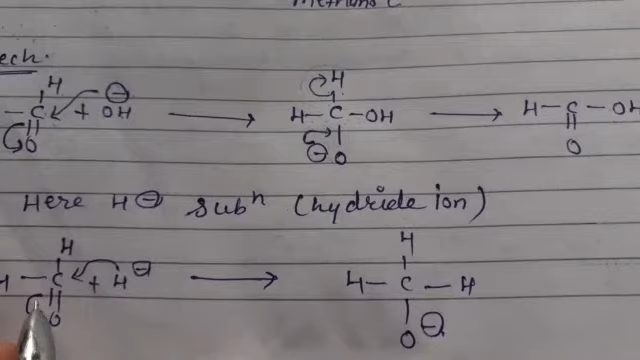 ech.
H ⊖ H
–C + OH → H–C–OH → H–C–OH
O ⊖O O
Here H⊖ subⁿ (hydride ion)
H H
H–C + H⊖ → H–C–H
O O⊖